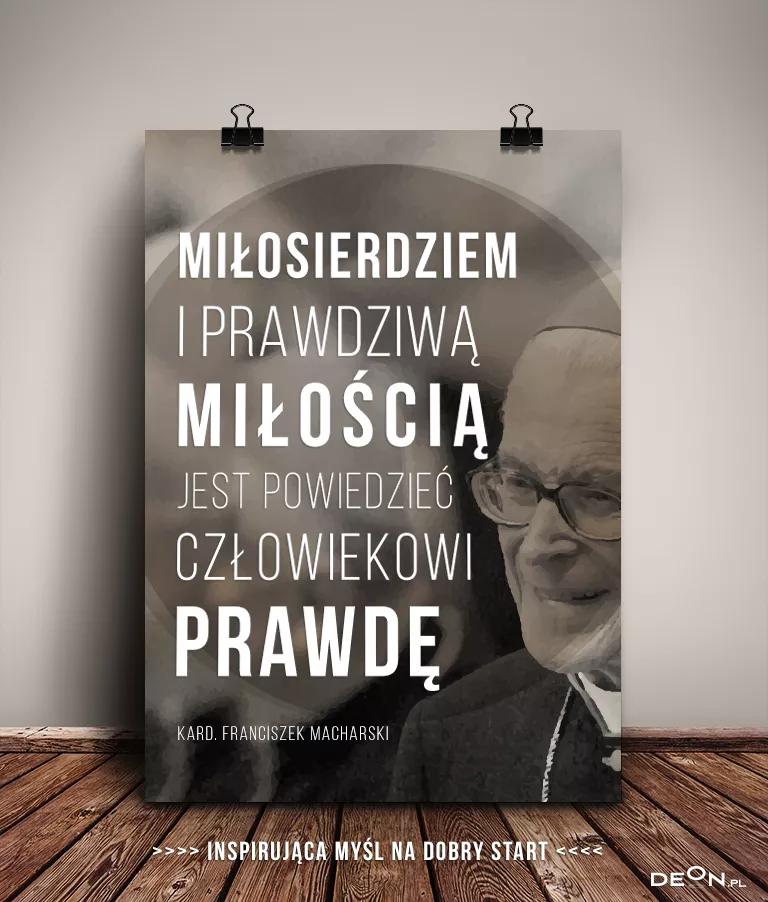 MIŁOSIERDZIEM
I PRAWDZIWĄ
MIŁOŚCIĄ
JEST POWIEDZIEĆ
CZŁOWIEKOWI
PRAWDĘ
KARD. FRANCISZEK MACHARSKI
>>>> INSPIRUJĄCA MYŚL NA DOBRY START <<<<
DEON.PL